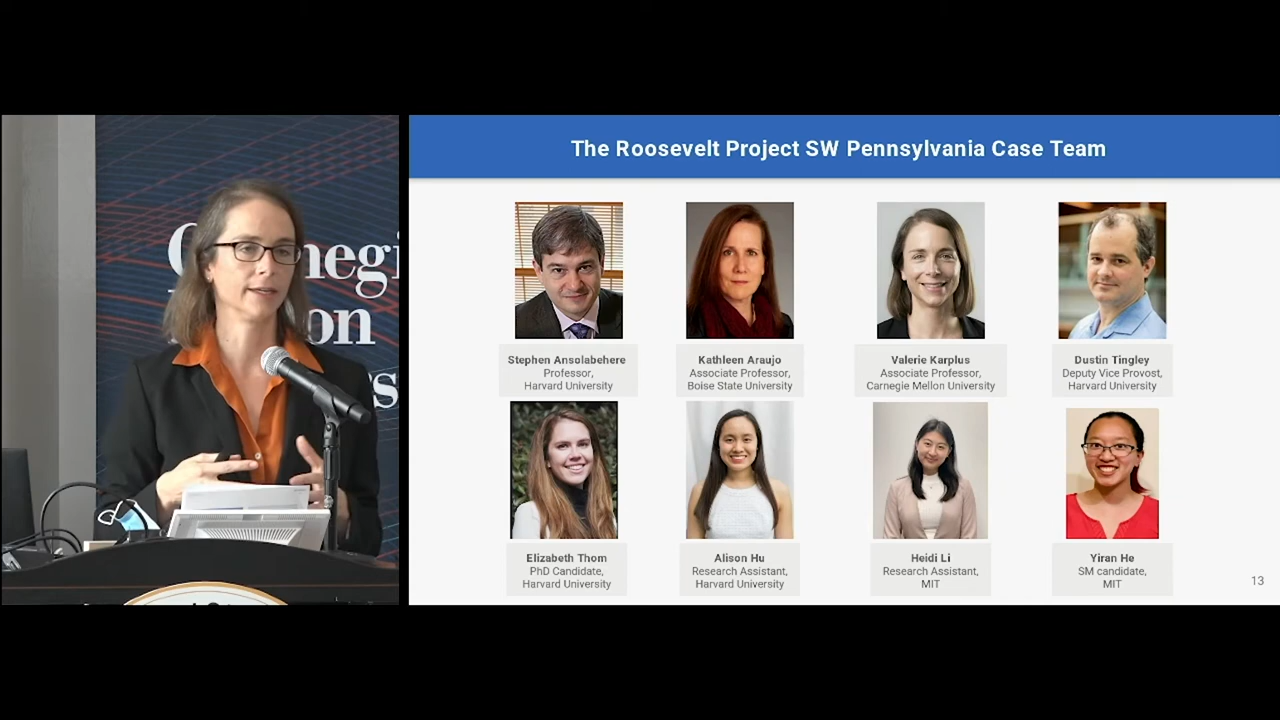 The Roosevelt Project SW Pennsylvania Case Team
Stephen Ansolabehere
Professor,
Harvard University
Kathleen Araujo
Associate Professor,
Boise State University
Valerie Karplus
Associate Professor,
Carnegie Mellon University
Dustin Tingley
Deputy Vice Provost,
Harvard University
Elizabeth Thom
PhD Candidate,
Harvard University
Alison Hu
Research Assistant,
Harvard University
Heidi Li
Research Assistant,
MIT
Yiran He
SM candidate,
MIT
13